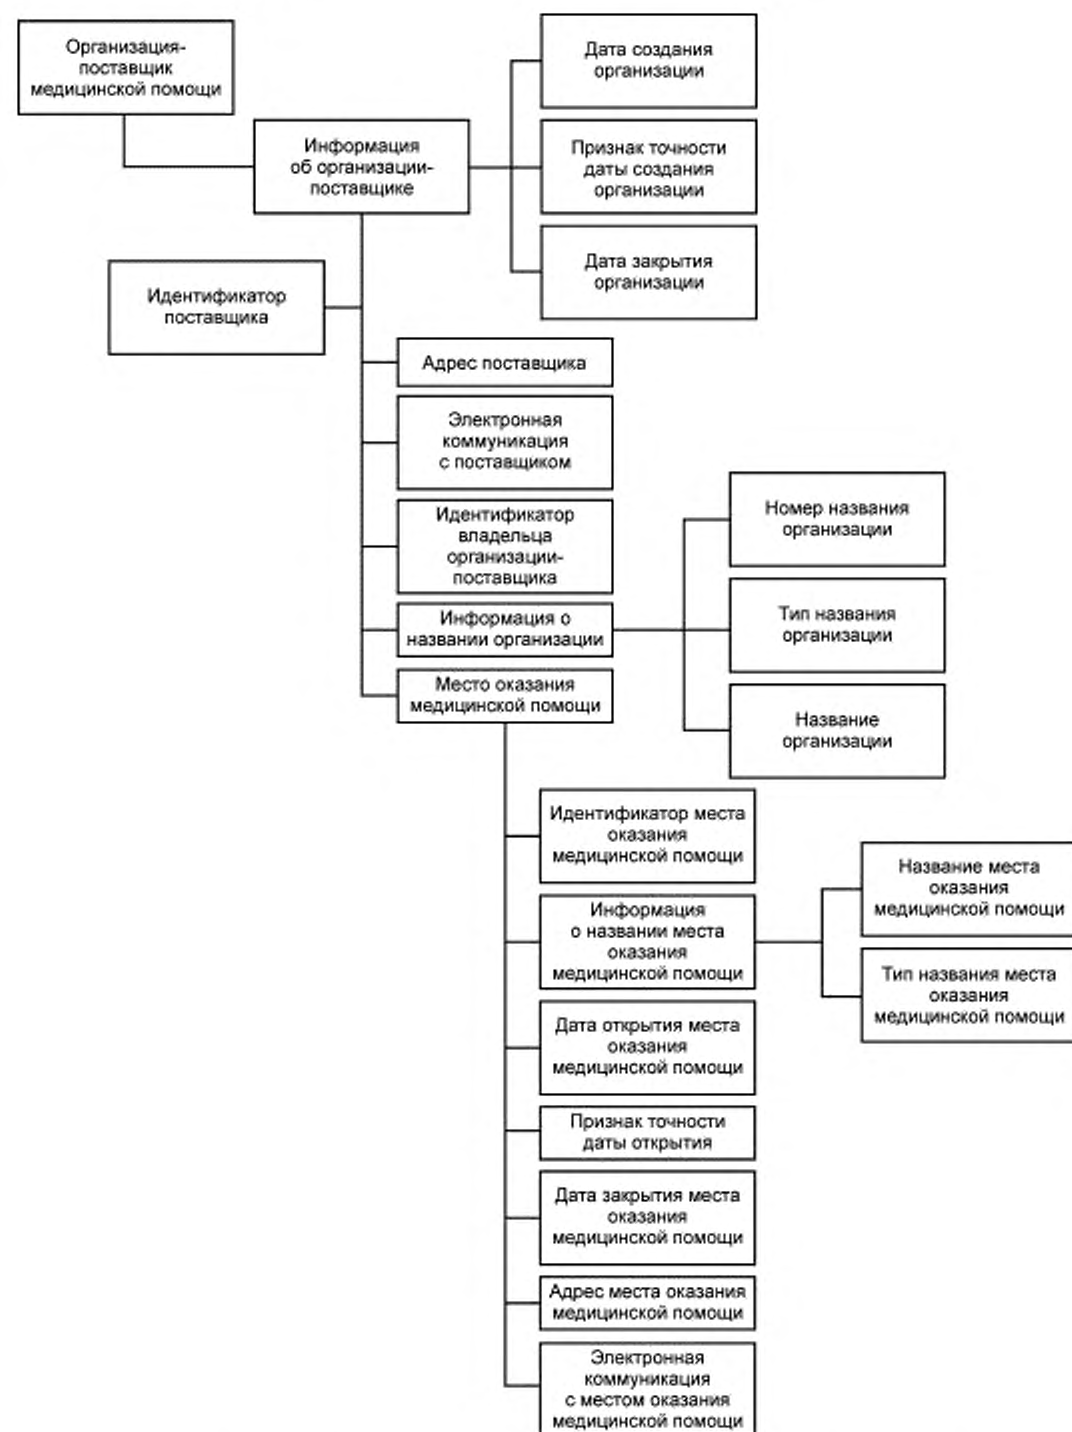 Организация-
поставщик
медицинской помощи
Дата создания
организации
Информация
об организации-
поставщике
Признак точности
даты создания
организации
Дата закрытия
организации
Идентификатор
поставщика
Адрес поставщика
Электронная
коммуникация
с поставщиком
Идентификатор
владельца
организации-
поставщика
Информация о
названии организации
Место оказания
медицинской помощи
Номер названия
организации
Тип названия
организации
Название
организации
Идентификатор места
оказания
медицинской помощи
Информация
о названии места
оказания
медицинской помощи
Название места
оказания
медицинской помощи
Тип названия места
оказания
медицинской помощи
Дата открытия места
оказания
медицинской помощи
Признак точности
даты открытия
Дата закрытия места
оказания
медицинской помощи
Адрес места оказания
медицинской помощи
Электронная
коммуникация
с местом оказания
медицинской помощи